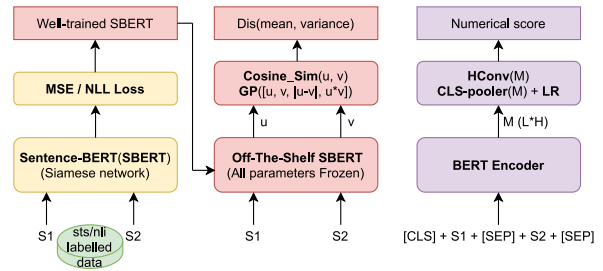 Well-trained SBERT
MSE / NLL Loss
Sentence-BERT(SBERT)
(Siamese network)
S1
S2
sts/nli
labelled
data
Dis(mean, variance)
Cosine_Sim(u, v)
GP([u, v, |u-v|, u*v])
u
v
Off-The-Shelf SBERT
(All parameters Frozen)
S1
S2
Numerical score
HConv(M)
CLS-pooler(M) + LR
M (L*H)
BERT Encoder
[CLS] + S1 + [SEP] + S2 + [SEP]